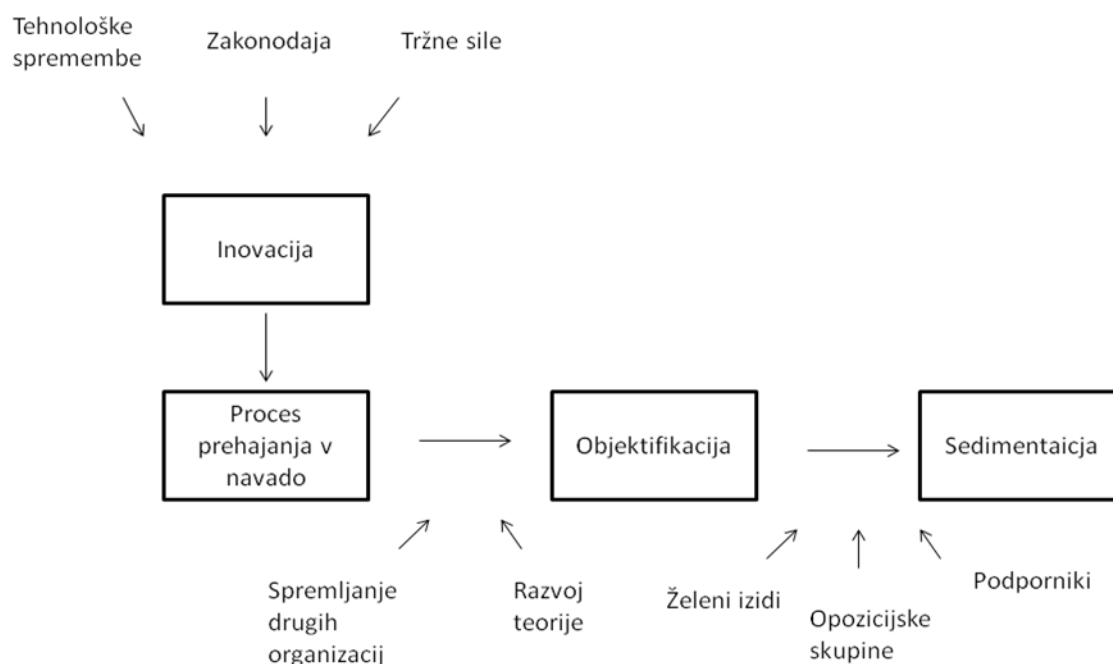 Tehnološke
spremembe
Zakonodaja
Tržne sile
Inovacija
Proces
prehajanja v
navado
Objektifikacija
Sedimentaicja
Spremljanje
drugih
organizacij
Razvoj
teorije
Želeni izidi
Opozicijske
skupine
Podporniki